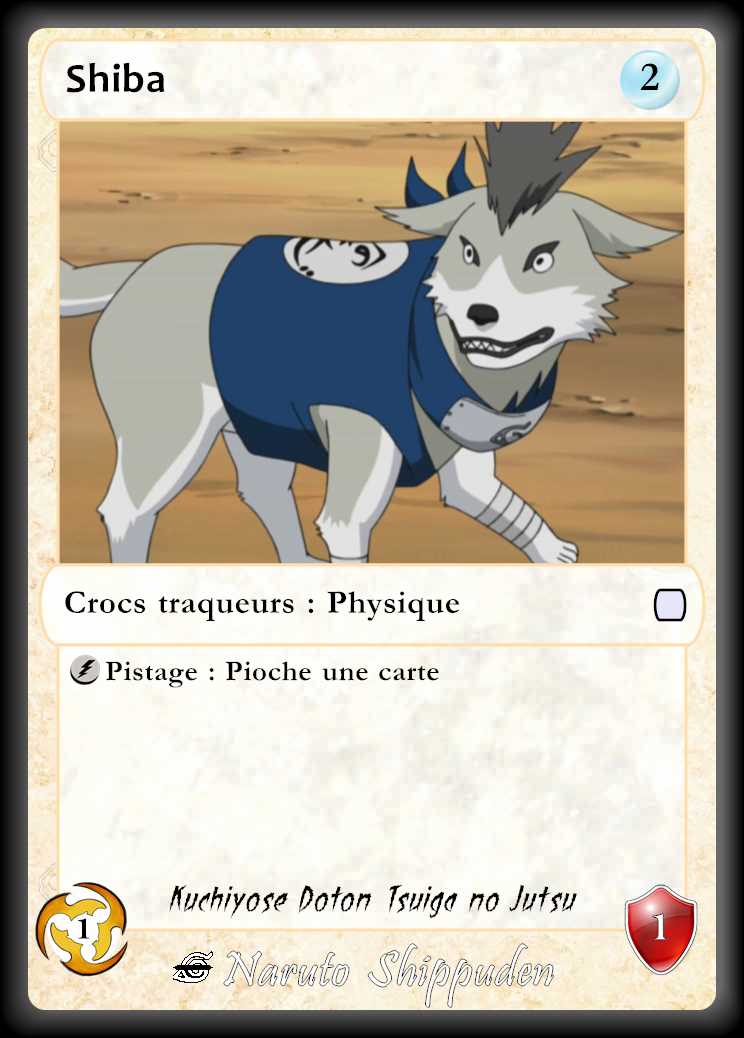 Shiba
2
Crocs traqueurs : Physique
Pistage : Pioche une carte
Kuchiyose Doton Tsuiga no Jutsu
1
1
Naruto Shippuden